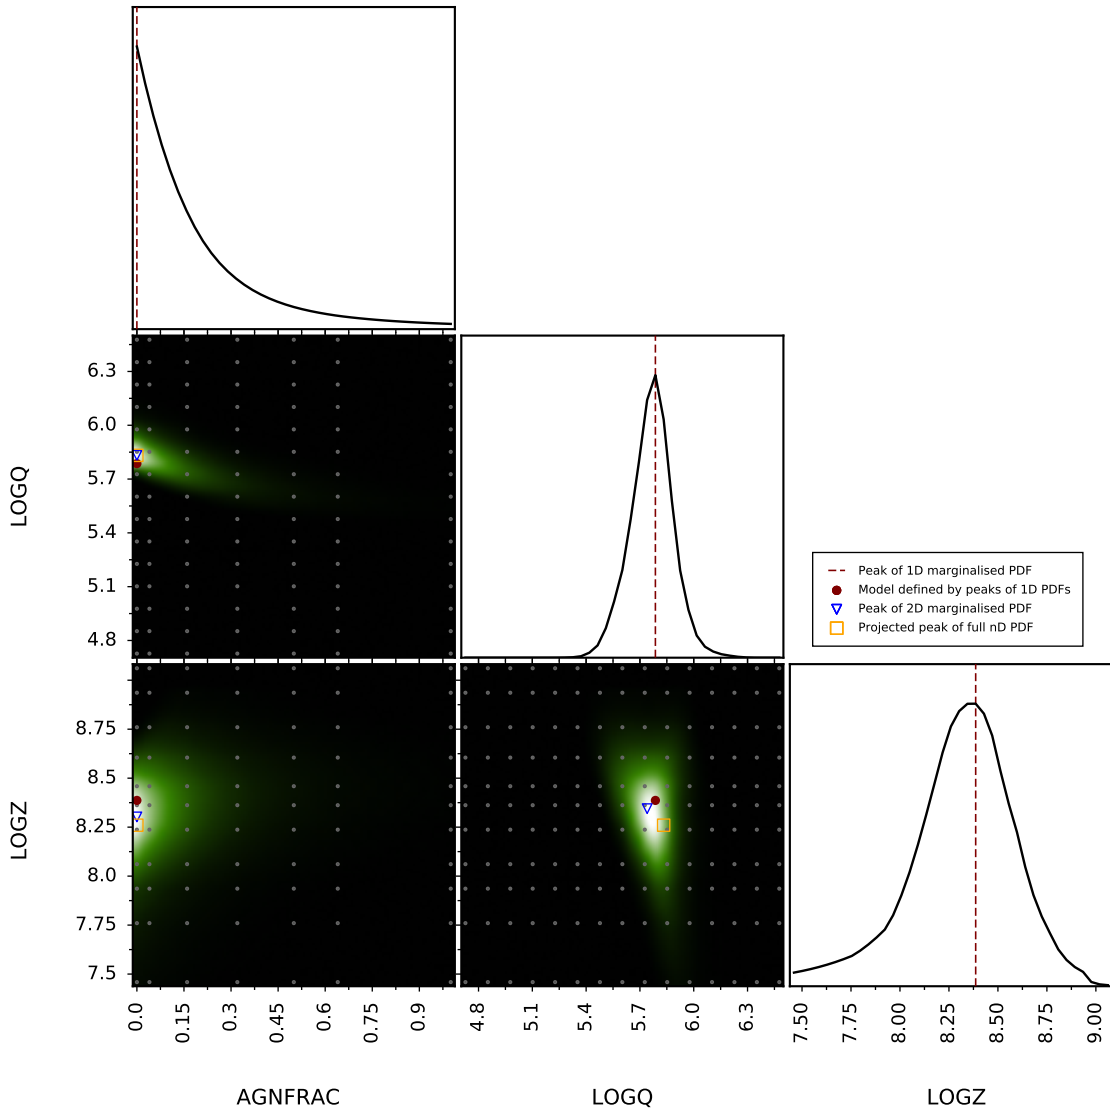 LOGQ
6.3
6.0
5.7
5.4
5.1
4.8
Peak of 1D marginalised PDF
Model defined by peaks of 1D PDFs
Peak of 2D marginalised PDF
Projected peak of full nD PDF
LOGZ
8.75
8.5
8.25
8.0
7.75
7.5
0.0 0.15 0.3 0.45 0.6 0.75 0.9
4.8 5.1 5.4 5.7 6.0 6.3
7.50 7.75 8.00 8.25 8.50 8.75 9.00
AGNFRAC LOGQ LOGZ